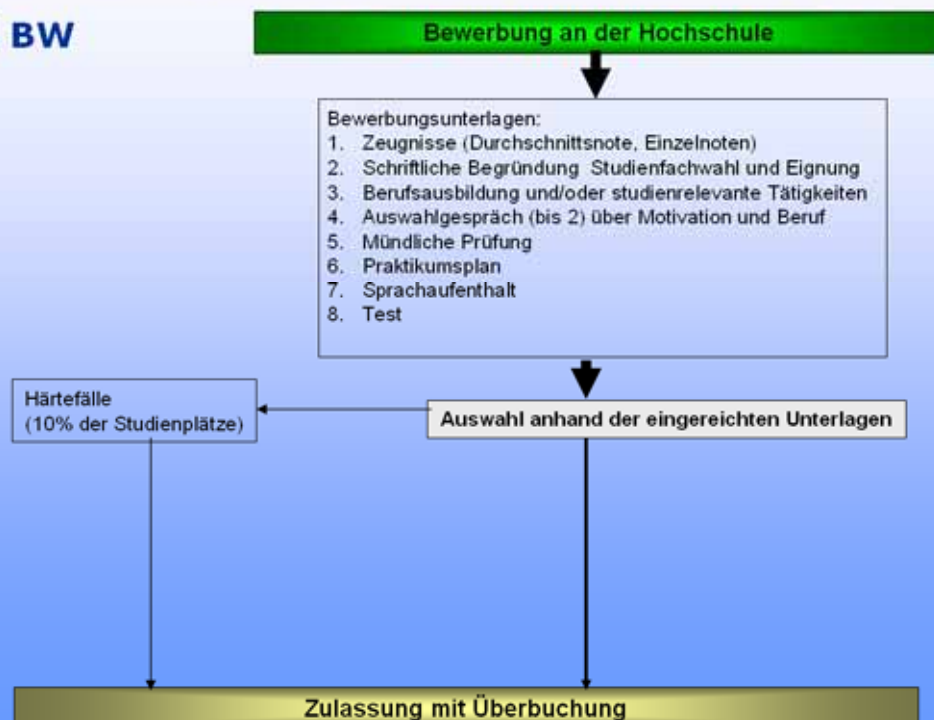 BW
Bewerbung an der Hochschule
Bewerbungsunterlagen:
1. Zeugnisse (Durchschnittsnote, Einzelnoten)
2. Schriftliche Begründung Studienfachwahl und Eignung
3. Berufsausbildung und/oder studienrelevante Tätigkeiten
4. Auswahlgespräch (bis 2) über Motivation und Beruf
5. Mündliche Prüfung
6. Praktikumsplan
7. Sprachaufenthalt
8. Test
Härtefälle
(10% der Studienplätze)
Auswahl anhand der eingereichten Unterlagen
Zulassung mit Überbuchung